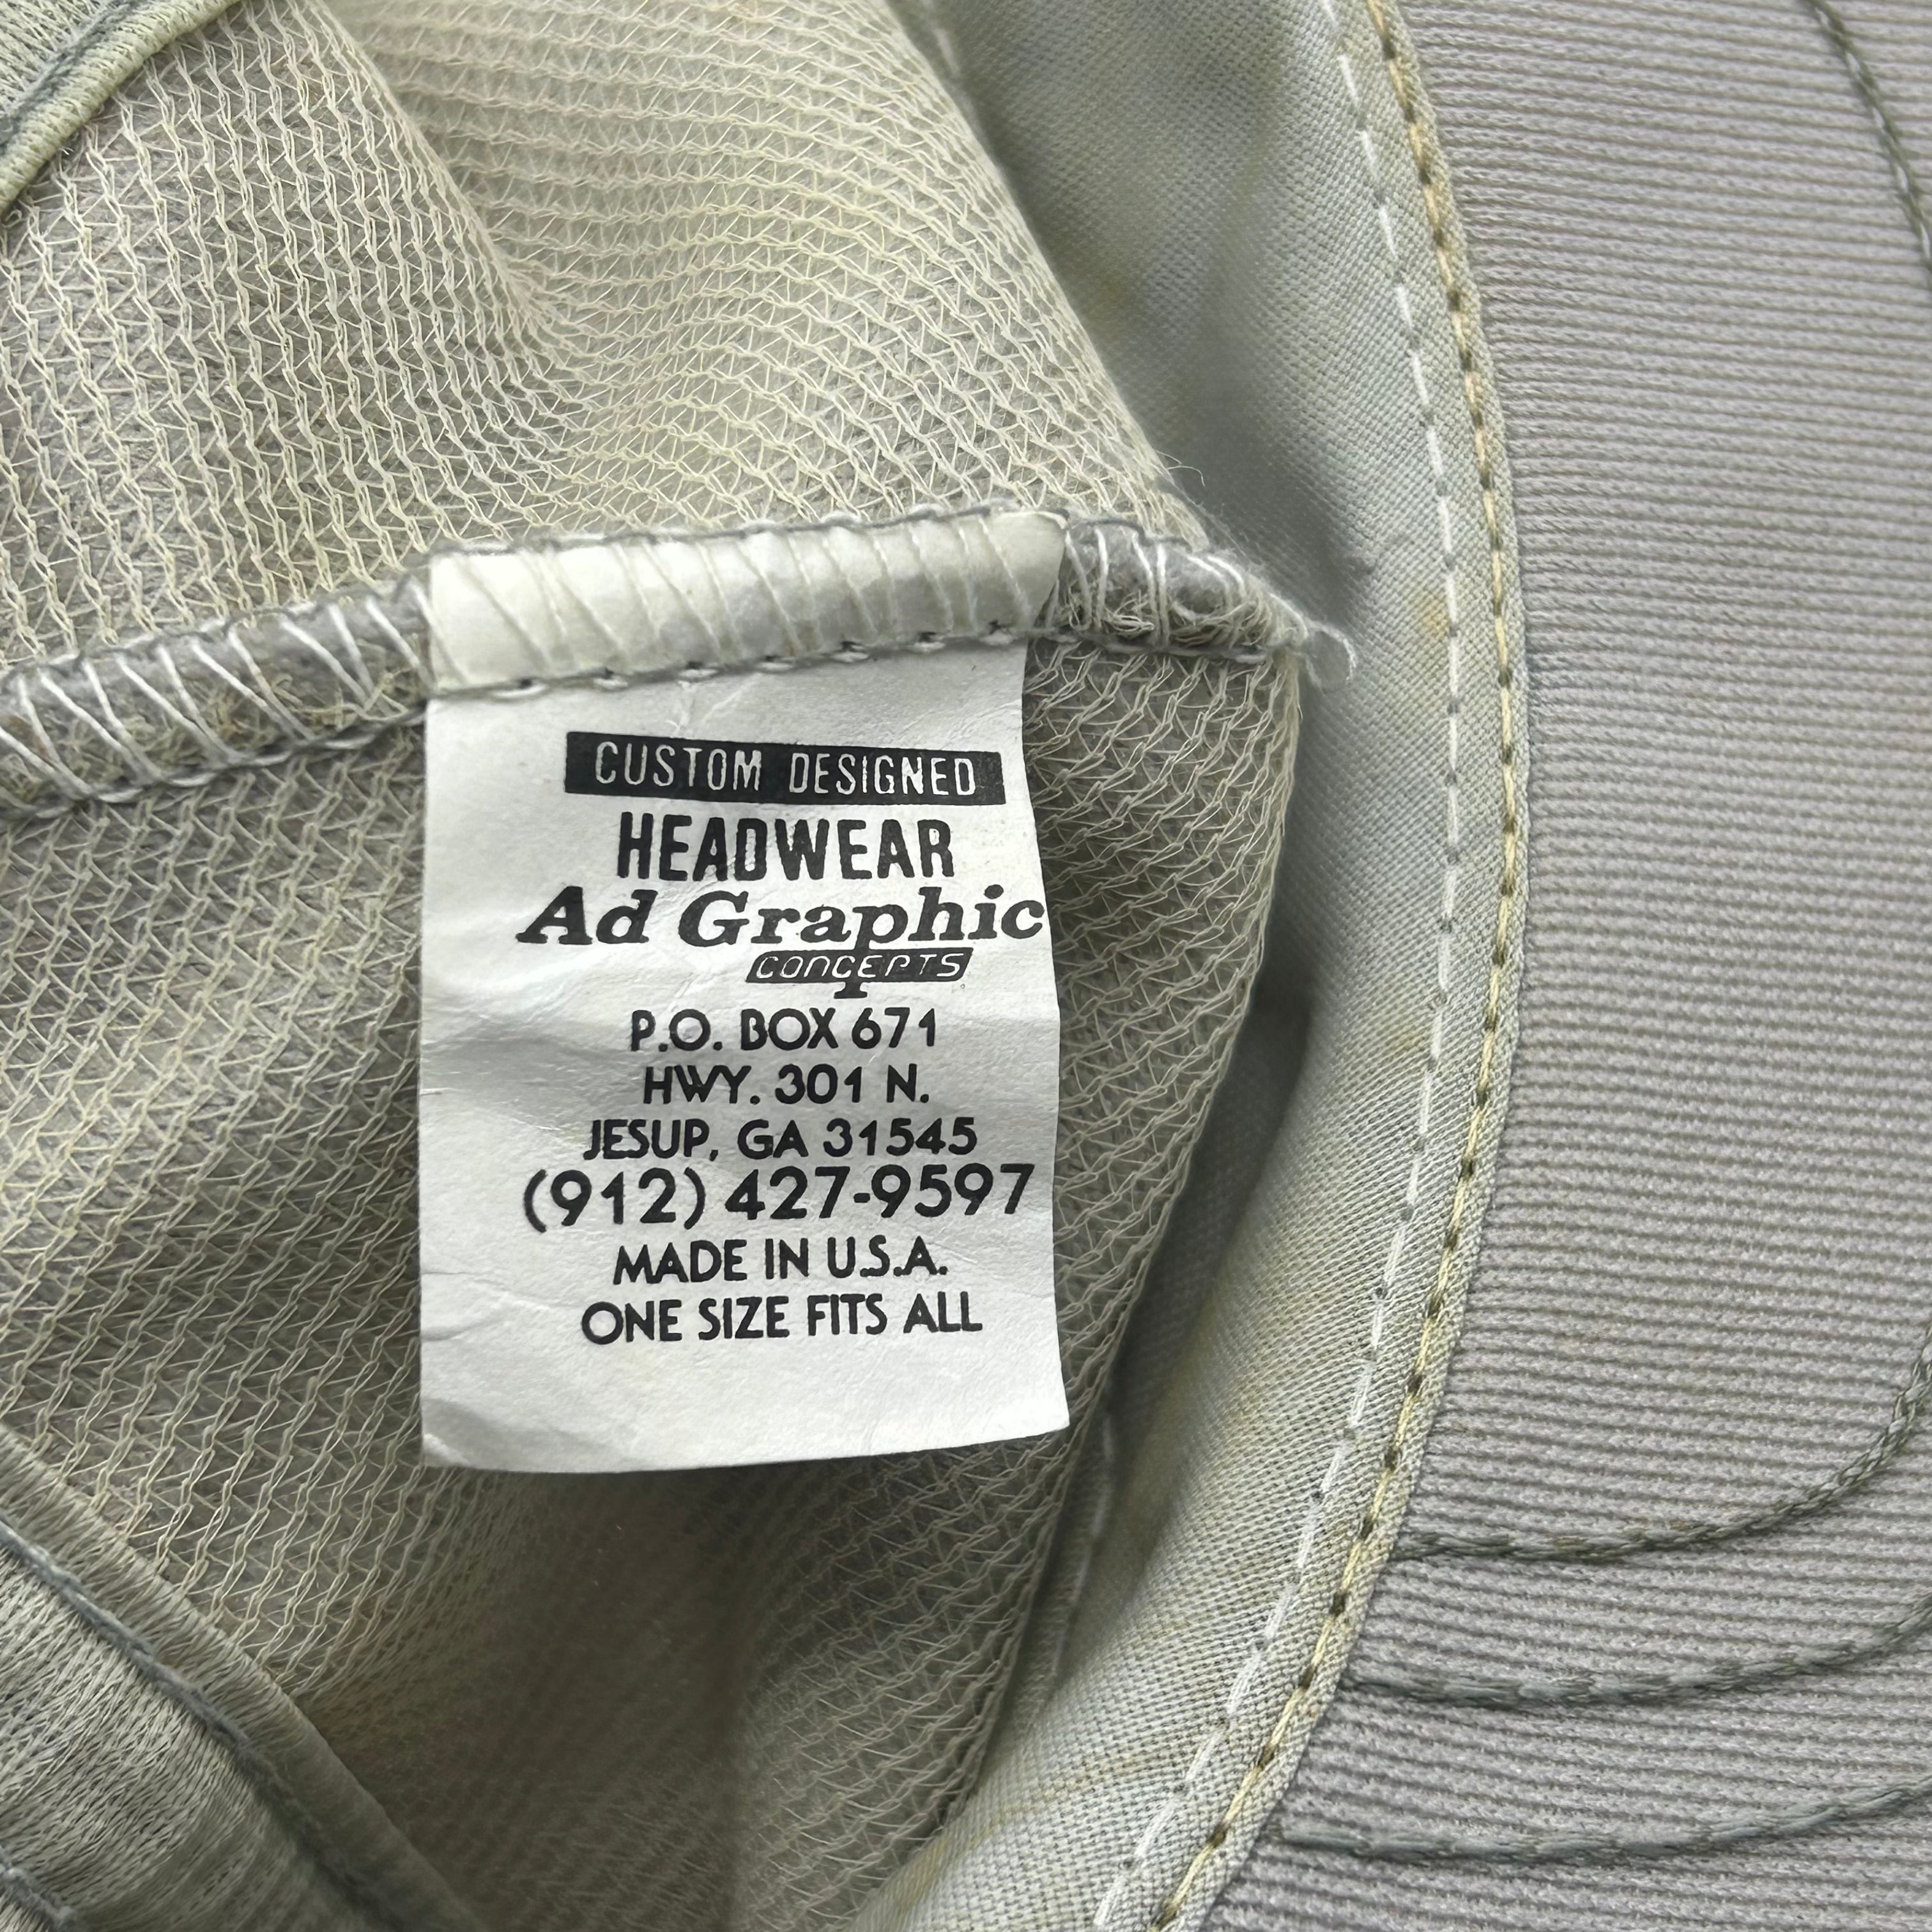 CUSTOM DESIGNED
HEADWEAR
Ad Graphic
CONCEPTS
P.O. BOX 671
HWY. 301 N.
JESUP, GA 31545
(912) 427-9597
MADE IN U.S.A.
ONE SIZE FITS ALL